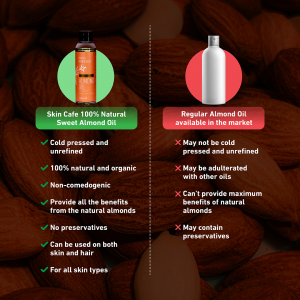 Skin Cafe 100% Natural
Sweet Almond Oil
Cold pressed and
unrefined
100% natural and organic
Non-comedogenic
Provide all the benefits
from the natural almonds
No preservatives
Can be used on both
skin and hair
For all skin types
Regular Almond Oil
available in the market
May not be cold
pressed and unrefined
May be adulterated
with other oils
Can't provide maximum
benefits of natural
almonds
May contain
preservatives